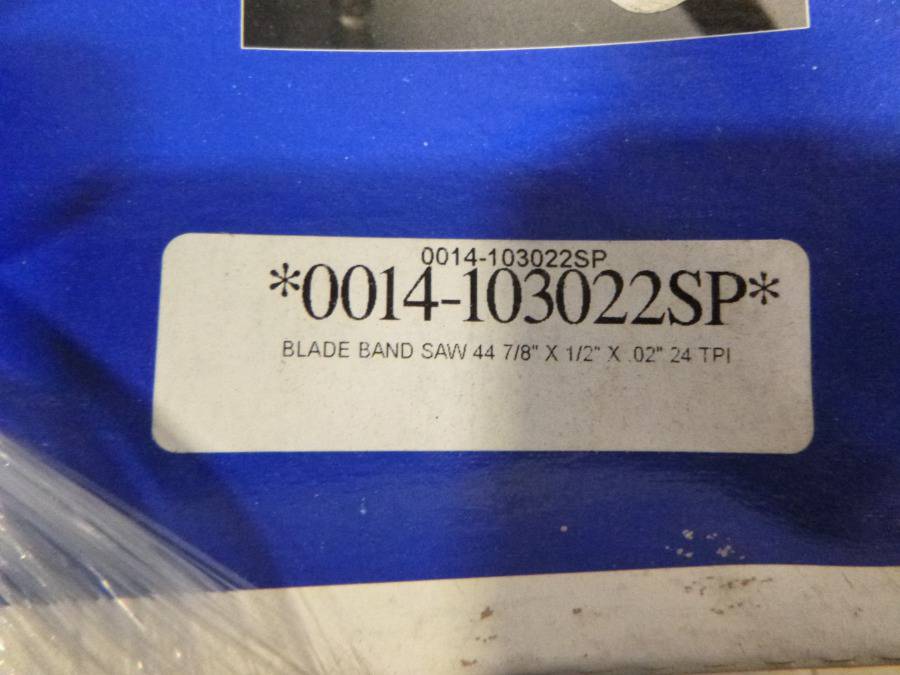 0014-103022SP
*0014-103022SP*
BLADE BAND SAW 44 7/8" X 1/2" X .02" 24 TPI